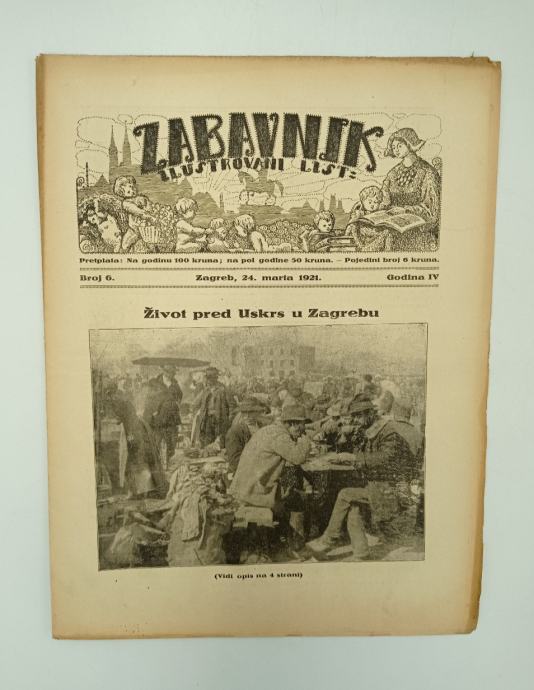 ZABAVNIK
ILUSTROVANI LIST:
Pretplata: Na godinu 100 kruna; na pol godine 50 kruna. – Pojedini broj 6 kruna.
Broj 6. Zagreb, 24. marta 1921. Godina IV
Život pred Uskrs u Zagrebu
(Vidi opis na 4 strani)